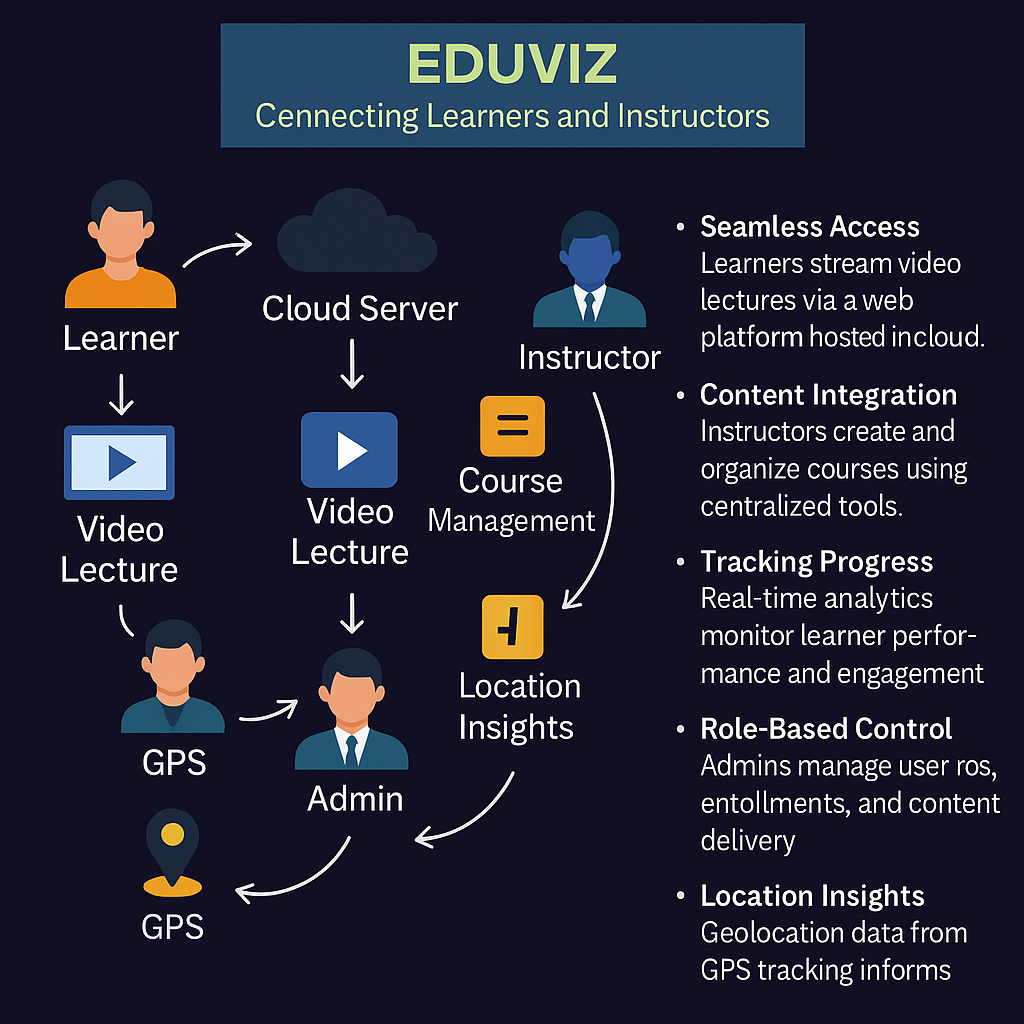 EDUVIZ
Cennecting Learners and Instructors
Learner
Cloud Server
Instructor
Video
Lecture
Video
Lecture
Course
Management
GPS
Admin
Location
Insights
GPS
• Seamless Access
Learners stream video
lectures via a web
platform hosted incloud.
• Content Integration
Instructors create and
organize courses using
centralized tools.
• Tracking Progress
Real-time analytics
monitor learner perfor-
mance and engagement
• Role-Based Control
Admins manage user ros,
entollments, and content
delivery
• Location Insights
Geolocation data from
GPS tracking informs